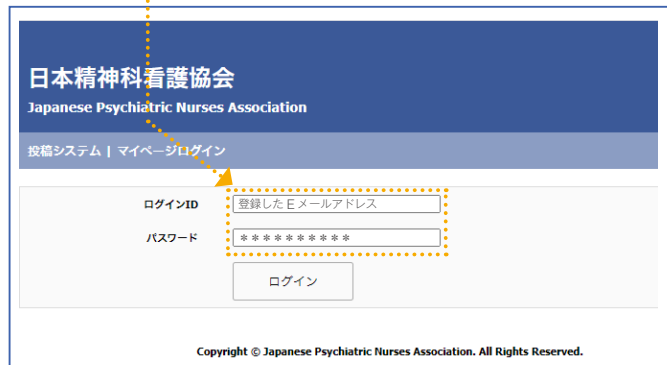 日本精神科看護協会
Japanese Psychiatric Nurses Association
投稿システム | マイページログイン
ログインID 登録したEメールアドレス
パスワード ＊＊＊＊＊＊＊＊＊＊
ログイン
Copyright © Japanese Psychiatric Nurses Association. All Rights Reserved.